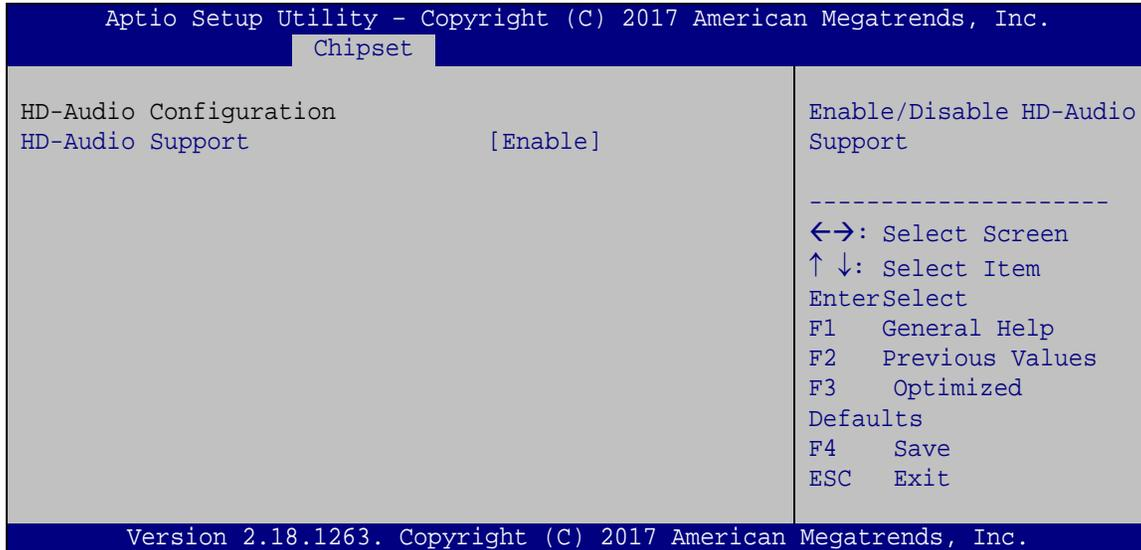 Aptio Setup Utility – Copyright (C) 2017 American Megatrends, Inc.
Chipset
HD-Audio Configuration
HD-Audio Support [Enable]
Enable/Disable HD-Audio
Support
---------------------
←→: Select Screen
↑ ↓: Select Item
EnterSelect
F1 General Help
F2 Previous Values
F3 Optimized
Defaults
F4 Save
ESC Exit
Version 2.18.1263. Copyright (C) 2017 American Megatrends, Inc.